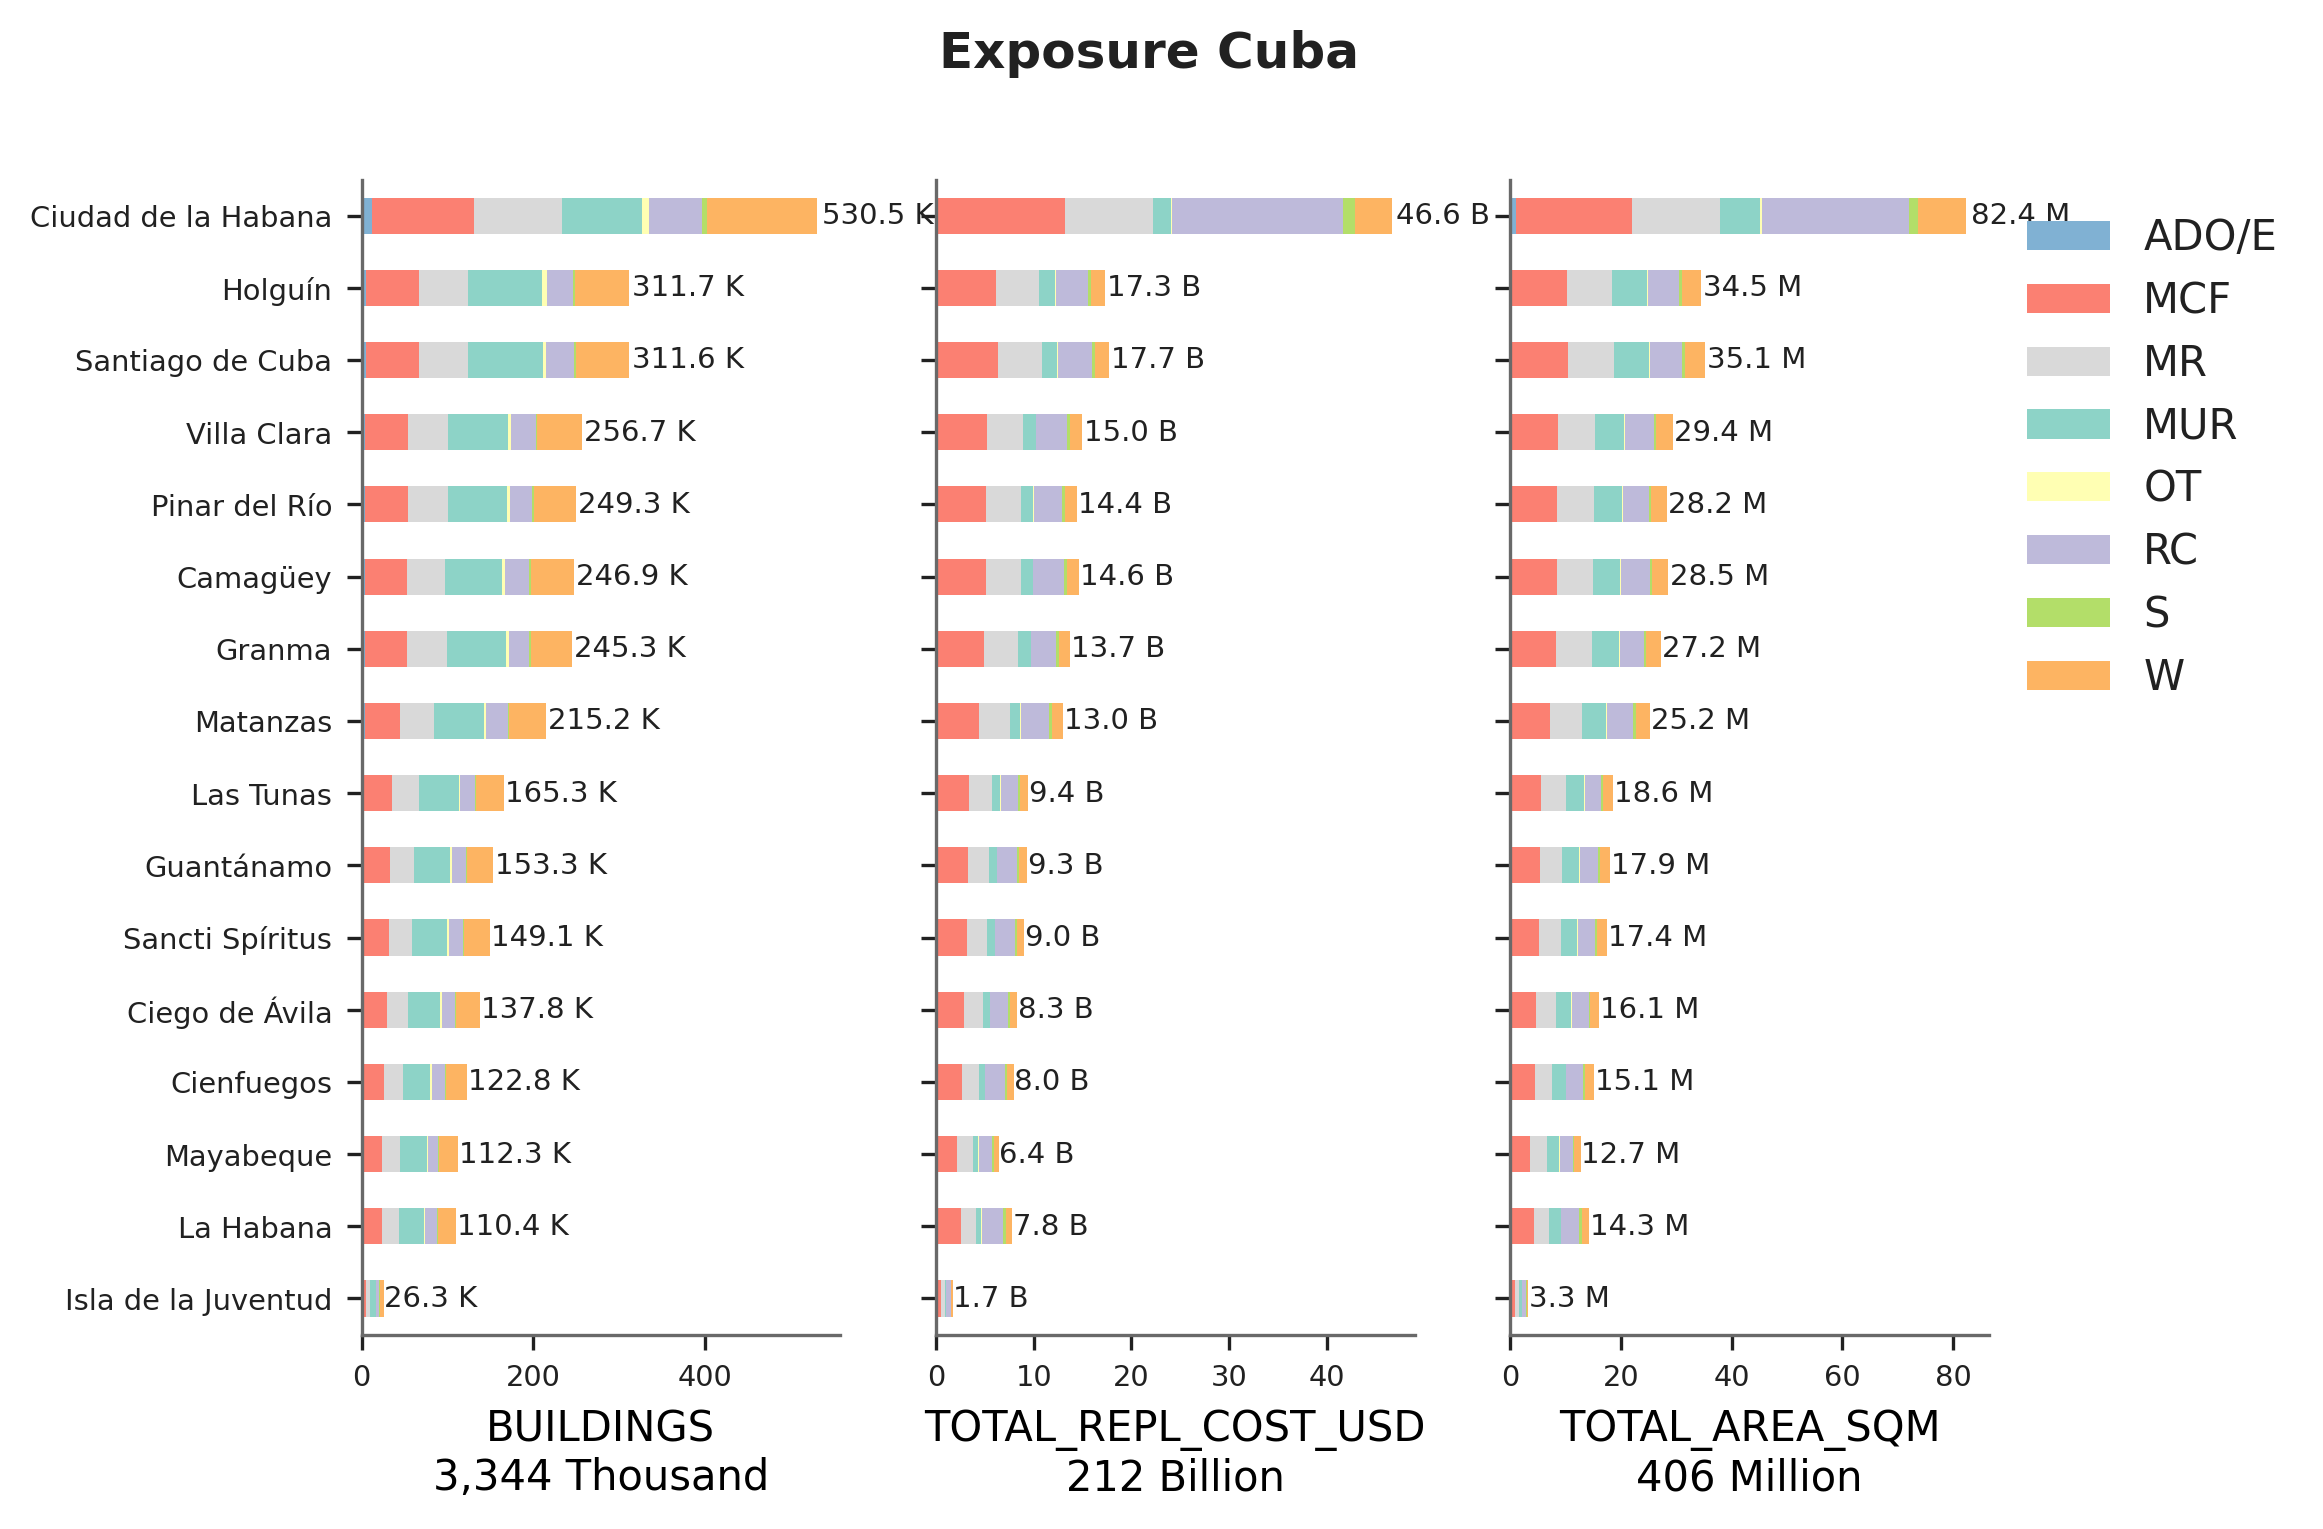 Exposure Cuba
Ciudad de la Habana
Holguín
Santiago de Cuba
Villa Clara
Pinar del Río
Camagüey
Granma
Matanzas
Las Tunas
Guantánamo
Sancti Spíritus
Ciego de Ávila
Cienfuegos
Mayabeque
La Habana
Isla de la Juventud
530.5 K
311.7 K
311.6 K
256.7 K
249.3 K
246.9 K
245.3 K
215.2 K
165.3 K
153.3 K
149.1 K
137.8 K
122.8 K
112.3 K
110.4 K
26.3 K
0 200 400
BUILDINGS
3,344 Thousand
46.6 B
17.3 B
17.7 B
15.0 B
14.4 B
14.6 B
13.7 B
13.0 B
9.4 B
9.3 B
9.0 B
8.3 B
8.0 B
6.4 B
7.8 B
1.7 B
0 10 20 30 40
TOTAL_REPL_COST_USD
212 Billion
82.4 M
34.5 M
35.1 M
29.4 M
28.2 M
28.5 M
27.2 M
25.2 M
18.6 M
17.9 M
17.4 M
16.1 M
15.1 M
12.7 M
14.3 M
3.3 M
0 20 40 60 80
TOTAL_AREA_SQM
406 Million
ADO/E
MCF
MR
MUR
OT
RC
S
W